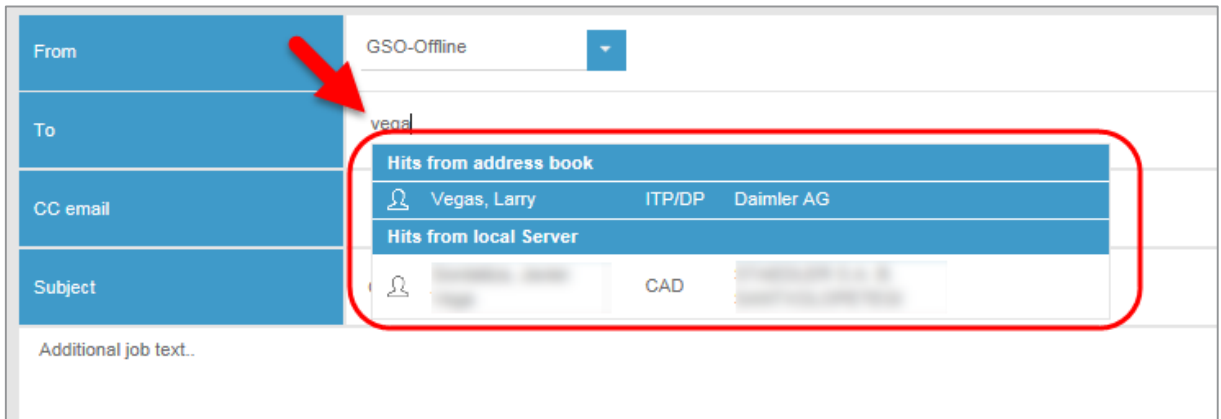 From GSO-Offline
To vega
Hits from address book
Vegas, Larry ITP/DP Daimler AG
CC email
Hits from local Server
Subject CAD
Additional job text..